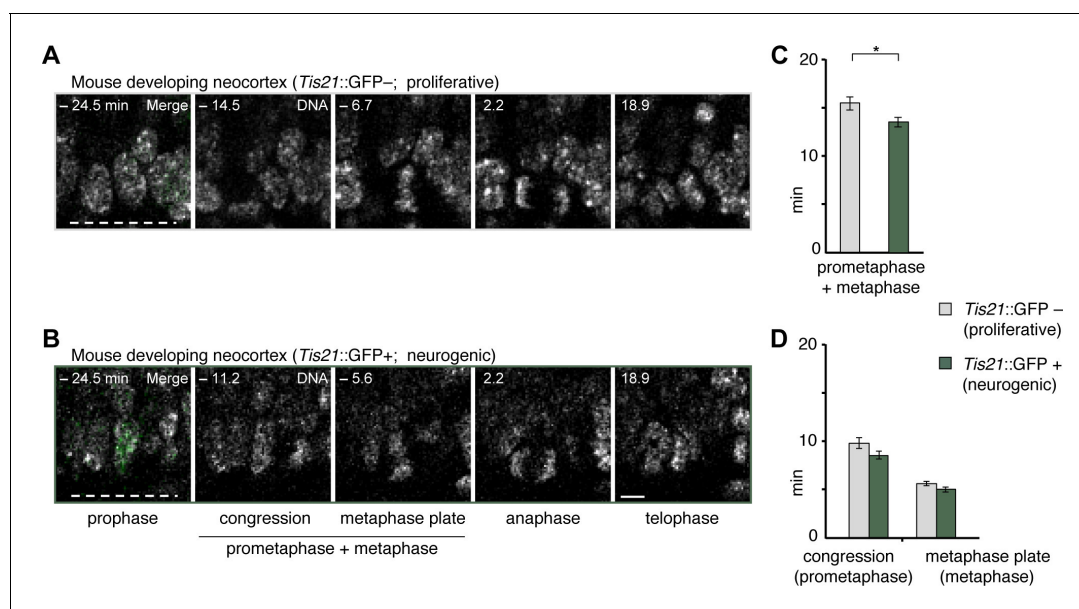 A
Mouse developing neocortex (Tis21::GFP–; proliferative)
– 24.5 min Merge – 14.5 DNA – 6.7 2.2 18.9
B
Mouse developing neocortex (Tis21::GFP+; neurogenic)
– 24.5 min Merge – 11.2 DNA – 5.6 2.2 18.9
prophase congression metaphase plate anaphase telophase
prometaphase + metaphase
C
*
20
10
0
min
prometaphase
+ metaphase
Tis21::GFP –
(proliferative)
Tis21::GFP +
(neurogenic)
D
20
10
0
min
congression metaphase plate
(prometaphase) (metaphase)